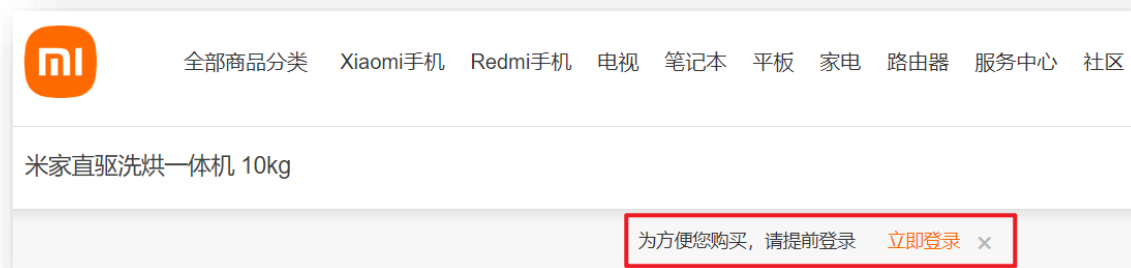 mi 全部商品分类 Xiaomi手机 Redmi手机 电视 笔记本 平板 家电 路由器 服务中心 社区
米家直驱洗烘一体机 10kg
为方便您购买，请提前登录 立即登录 ×